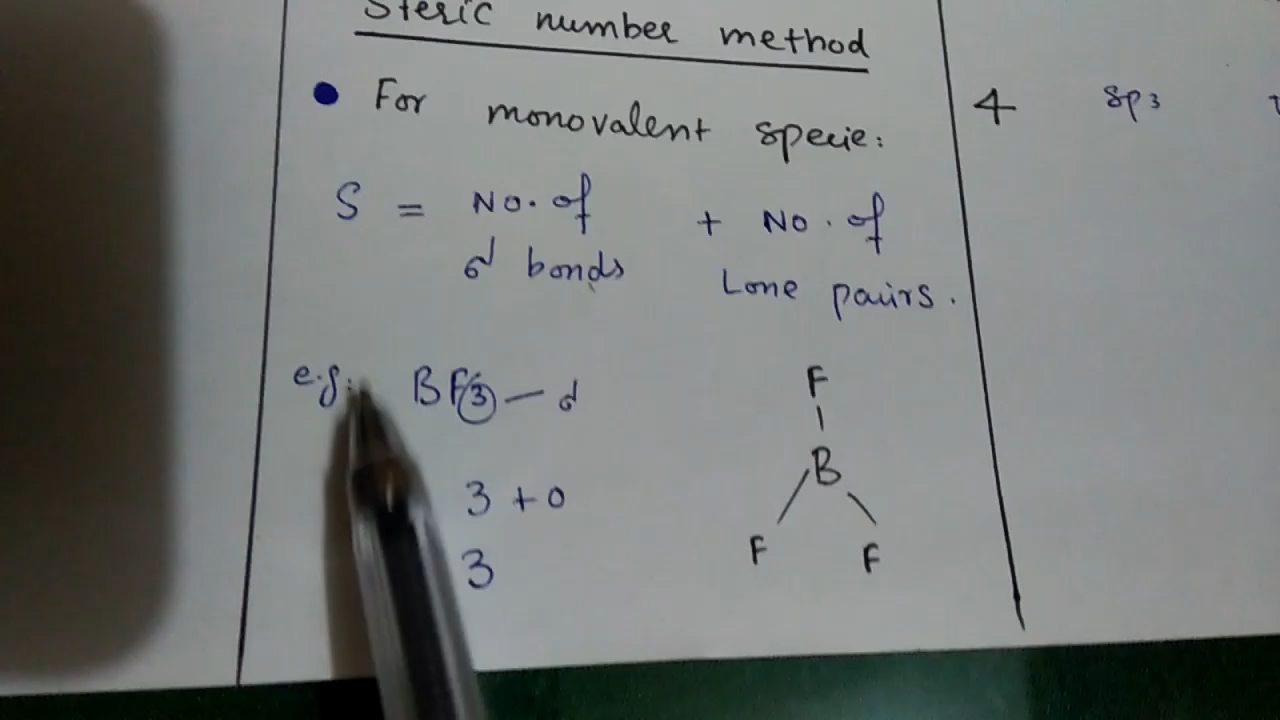 Steric number method
For monovalent specie:
S = No. of + No. of
σ bonds Lone pairs.
e.g: BF3 — σ
3 + 0
3
F
B
F F
4 sp3